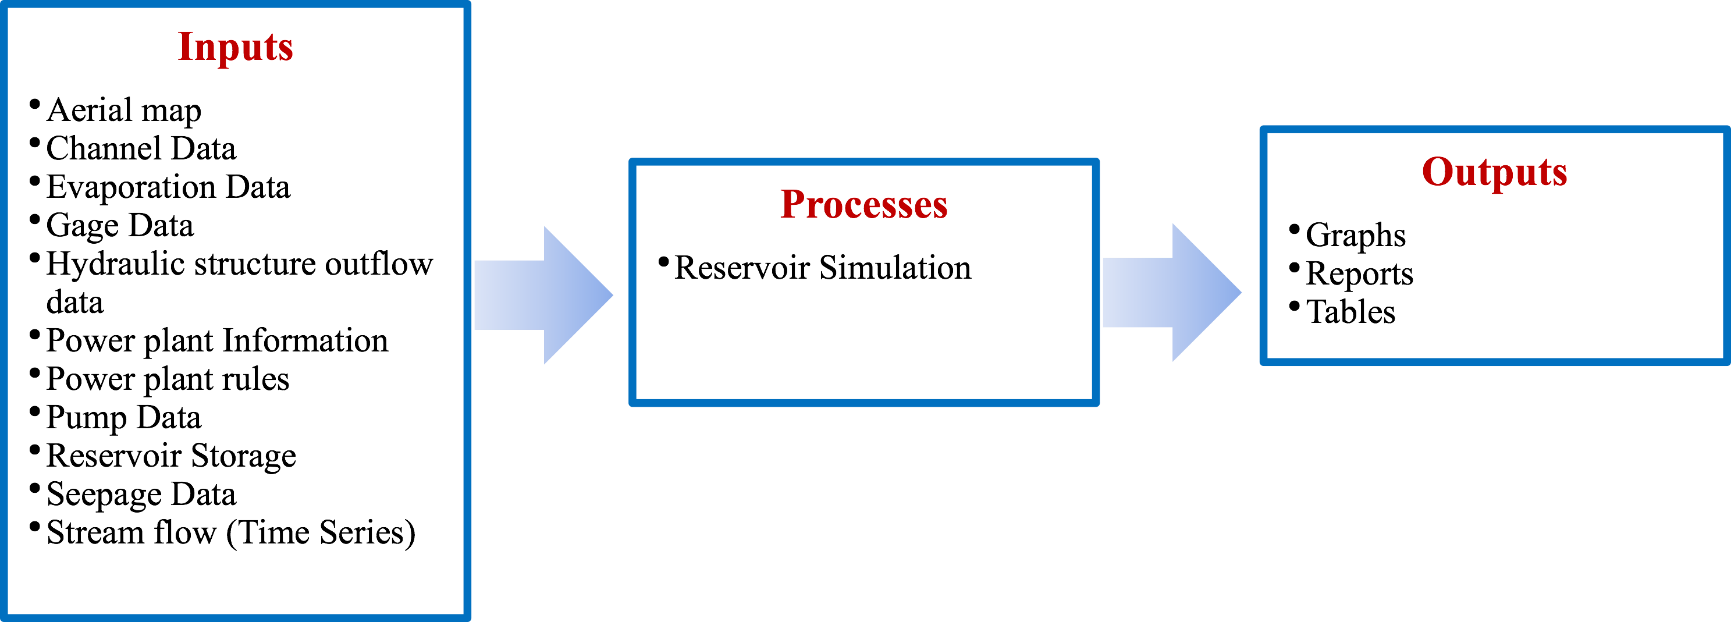 Inputs
•Aerial map
•Channel Data
•Evaporation Data
•Gage Data
•Hydraulic structure outflow
data
•Power plant Information
•Power plant rules
•Pump Data
•Reservoir Storage
•Seepage Data
•Stream flow (Time Series)
Processes
•Reservoir Simulation
Outputs
•Graphs
•Reports
•Tables